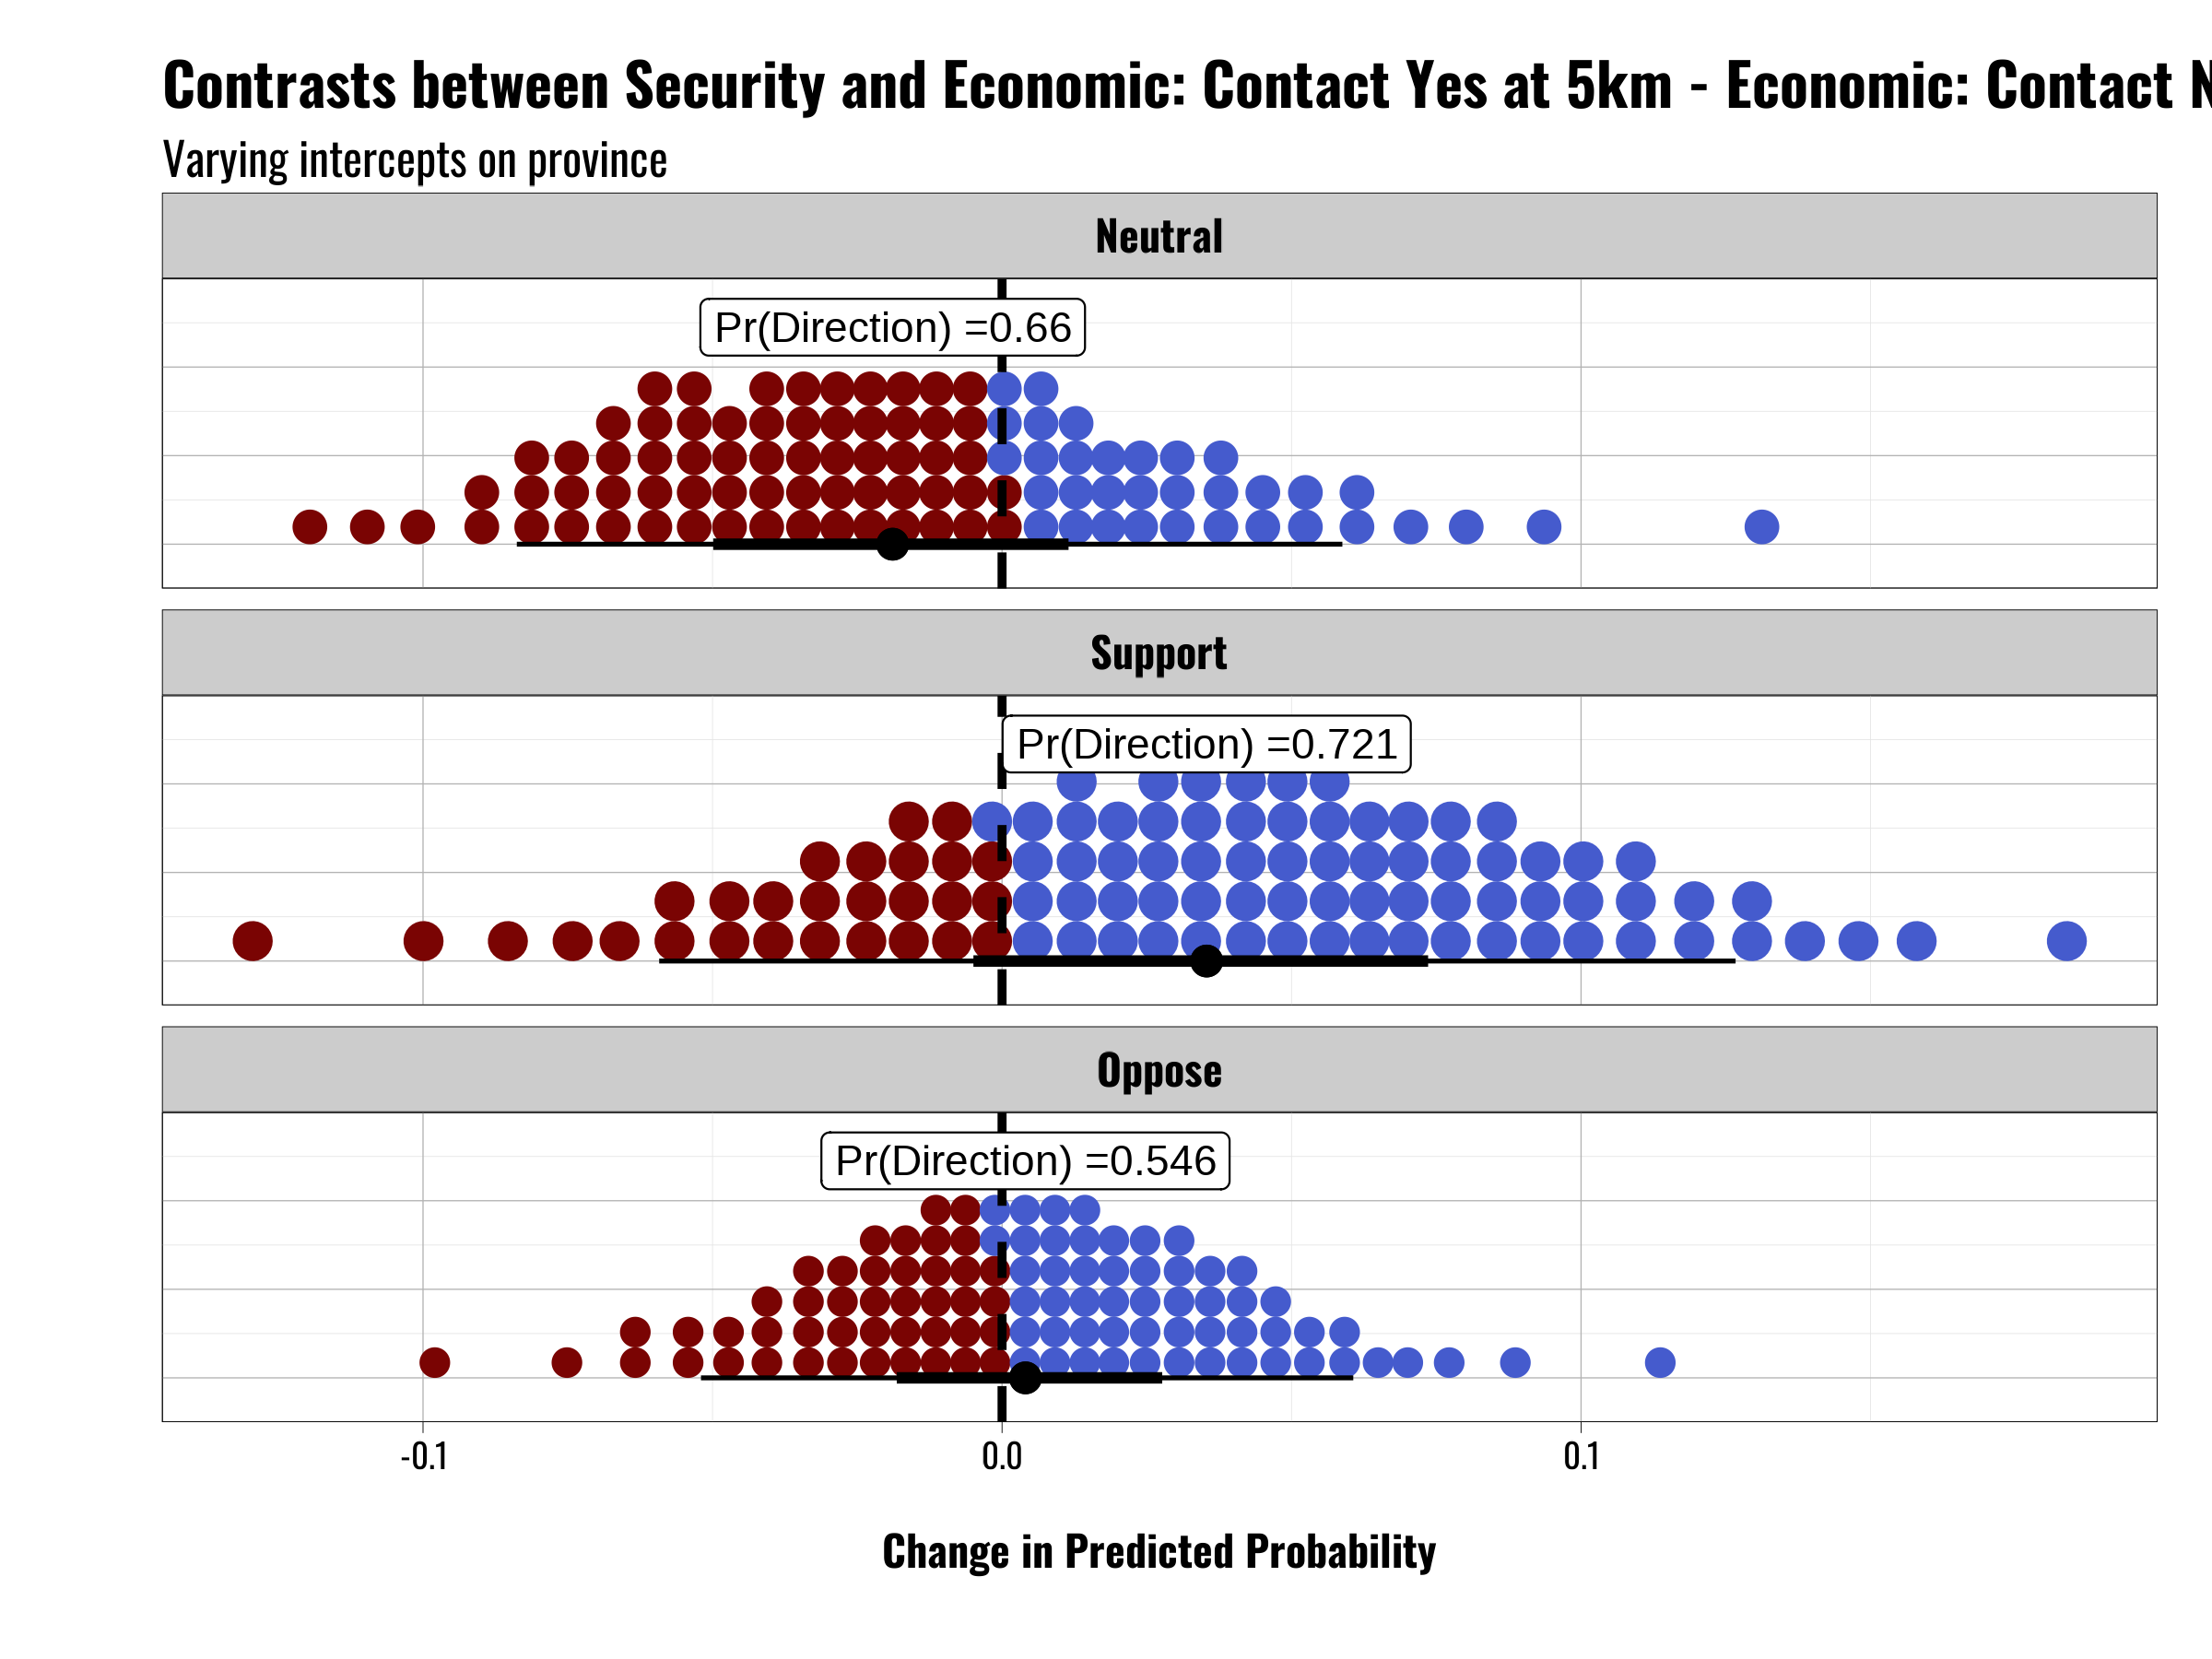 Contrasts between Security and Economic: Contact Yes at 5km - Economic: Contact
Varying intercepts on province
Neutral
Pr(Direction) =0.66
Support
Pr(Direction) =0.721
Oppose
Pr(Direction) =0.546
-0.1 0.0 0.1
Change in Predicted Probability